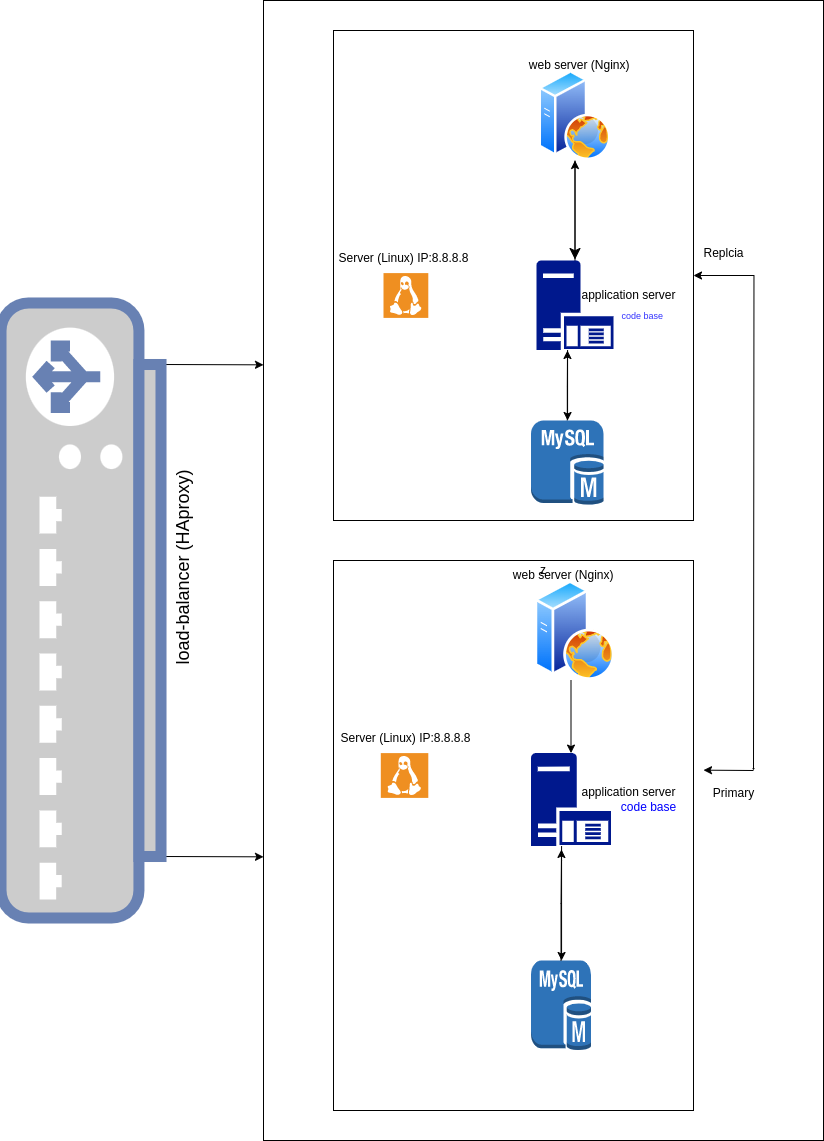 web server (Nginx)
Server (Linux) IP:8.8.8.8
Replcia
application server
code base
MySQL
M
load-balancer (HAproxy)
z
web server (Nginx)
Server (Linux) IP:8.8.8.8
application server
code base
Primary
MySQL
M